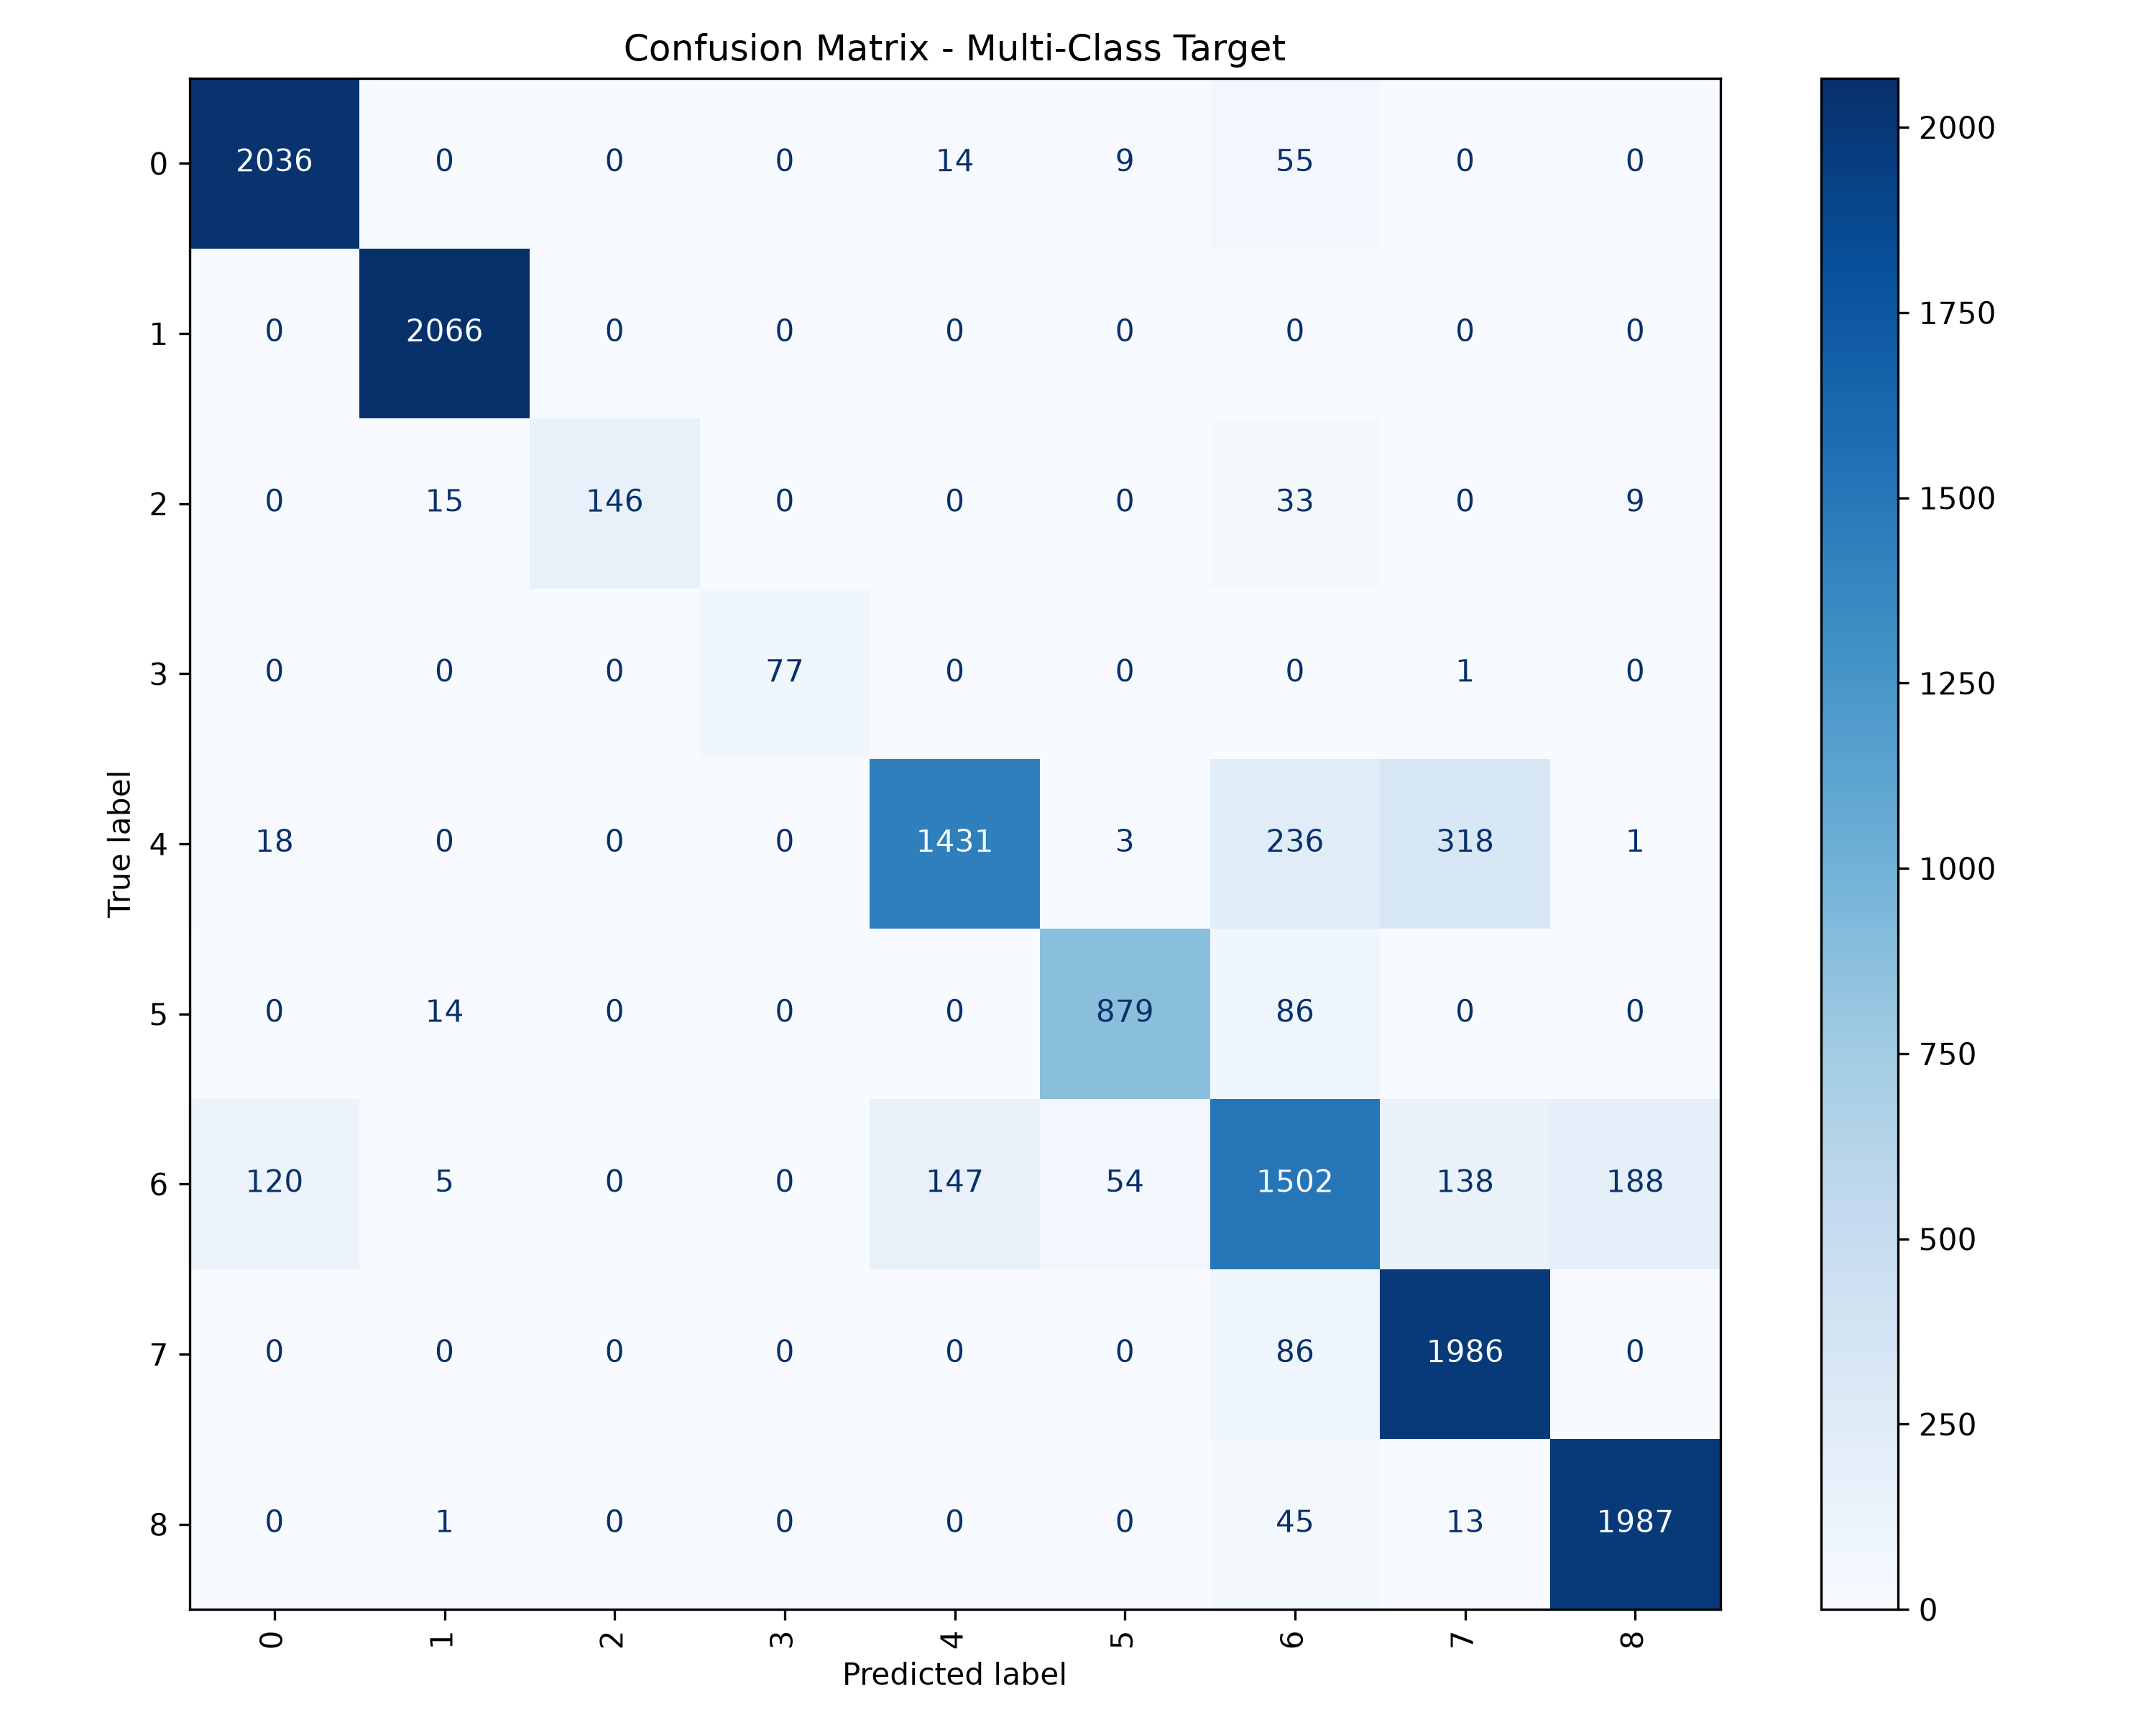 Confusion Matrix - Multi-Class Target
0 2036 0 0 0 14 9 55 0 0
1 0 2066 0 0 0 0 0 0 0
2 0 15 146 0 0 0 33 0 9
3 0 0 0 77 0 0 0 1 0
4 18 0 0 0 1431 3 236 318 1
5 0 14 0 0 0 879 86 0 0
6 120 5 0 0 147 54 1502 138 188
7 0 0 0 0 0 0 86 1986 0
8 0 1 0 0 0 0 45 13 1987
0 1 2 3 4 5 6 7 8
Predicted label
True label
2000
1750
1500
1250
1000
750
500
250
0